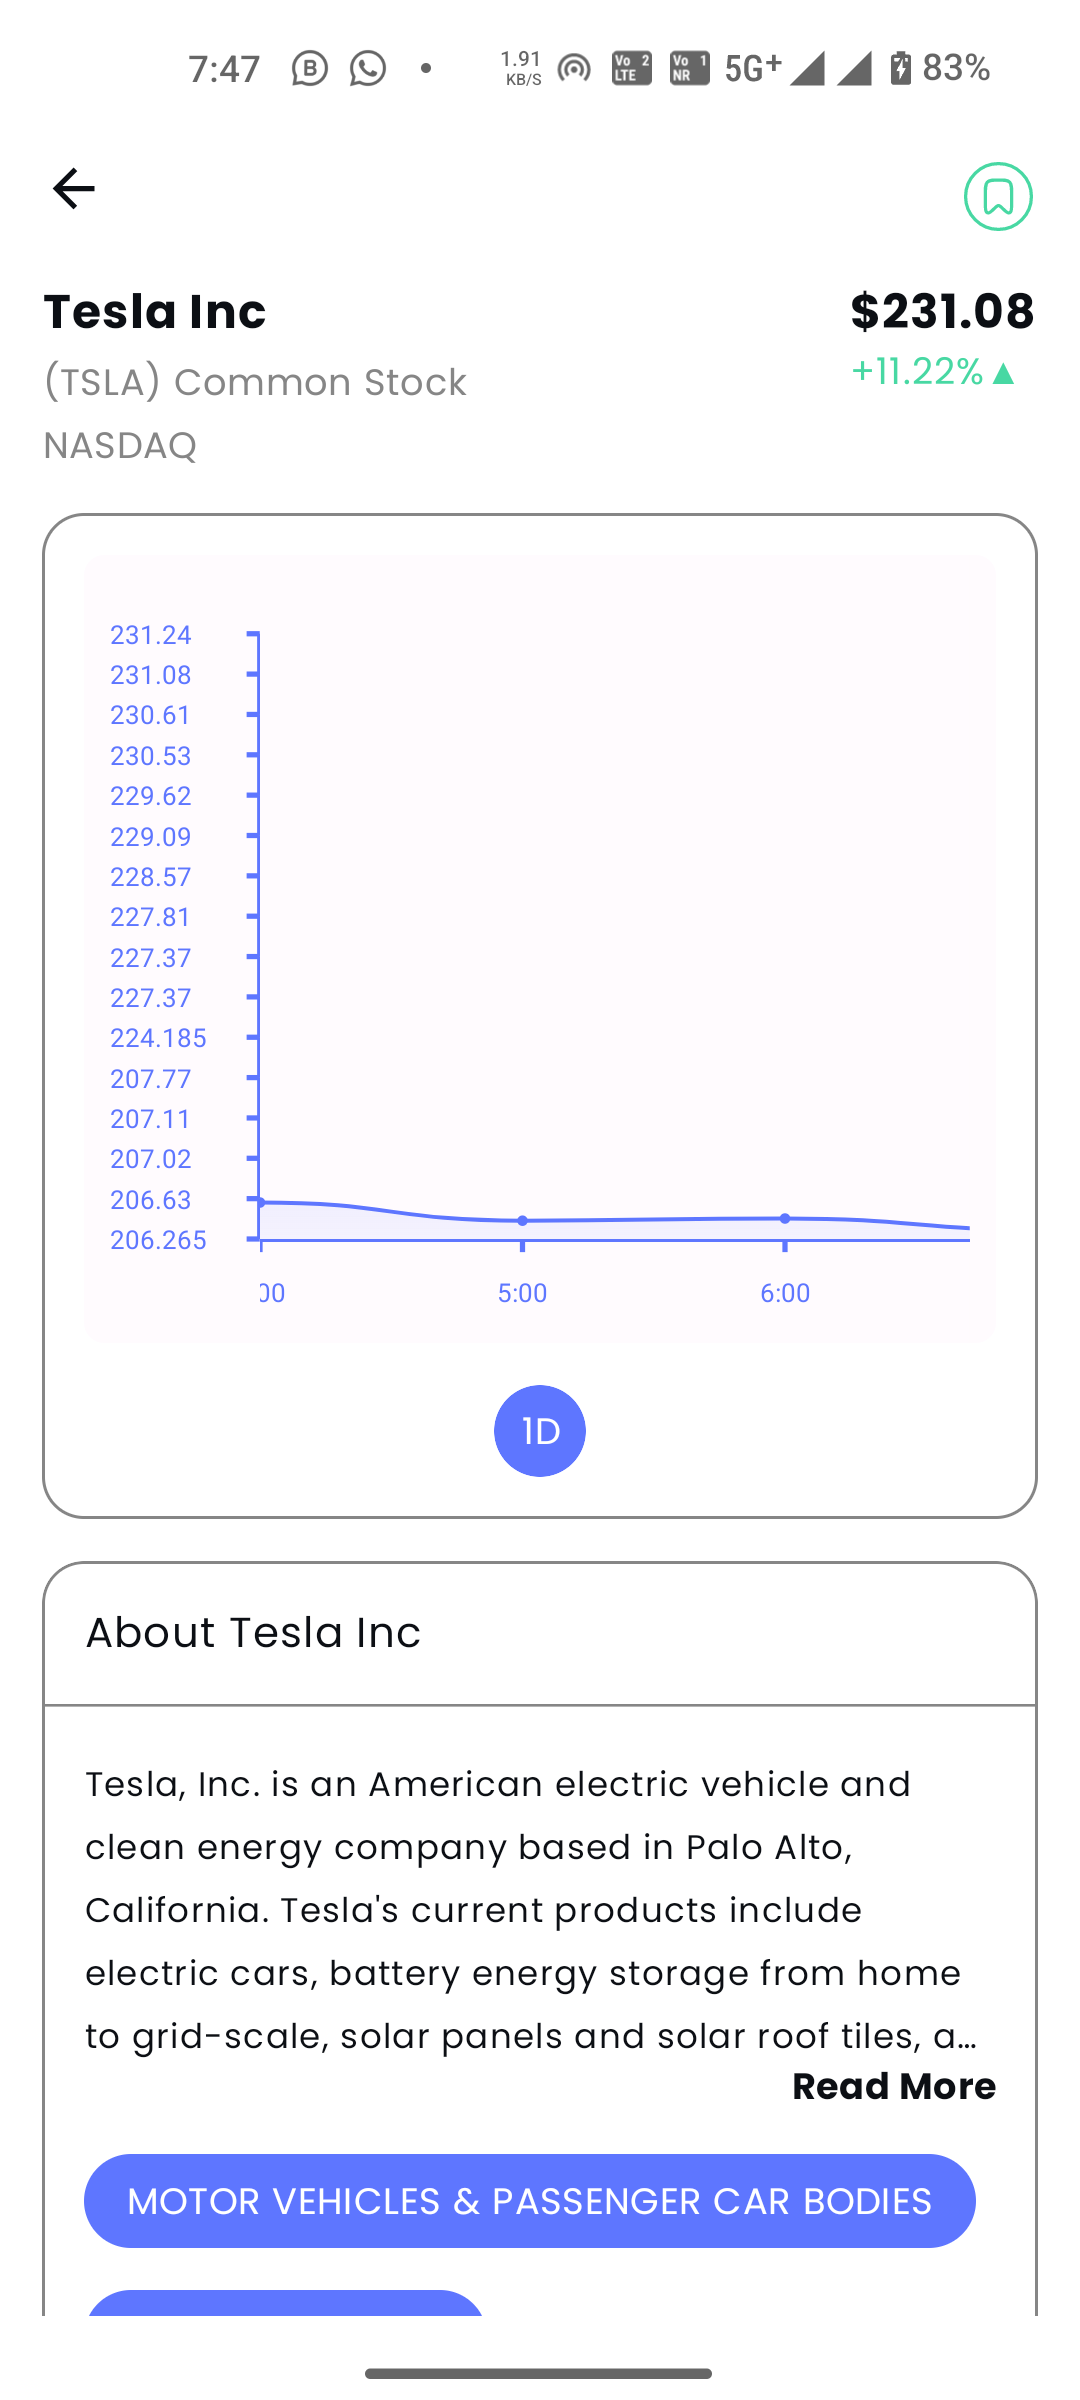 7:47 B 1.91 KB/S Vo LTE 2 Vo NR 1 5G+ 83%
Tesla Inc
$231.08
(TSLA) Common Stock
+11.22%▲
NASDAQ
231.24
231.08
230.61
230.53
229.62
229.09
228.57
227.81
227.37
227.37
224.185
207.77
207.11
207.02
206.63
206.265
00 5:00 6:00
1D
About Tesla Inc
Tesla, Inc. is an American electric vehicle and
clean energy company based in Palo Alto,
California. Tesla's current products include
electric cars, battery energy storage from home
to grid-scale, solar panels and solar roof tiles, a...
Read More
MOTOR VEHICLES & PASSENGER CAR BODIES